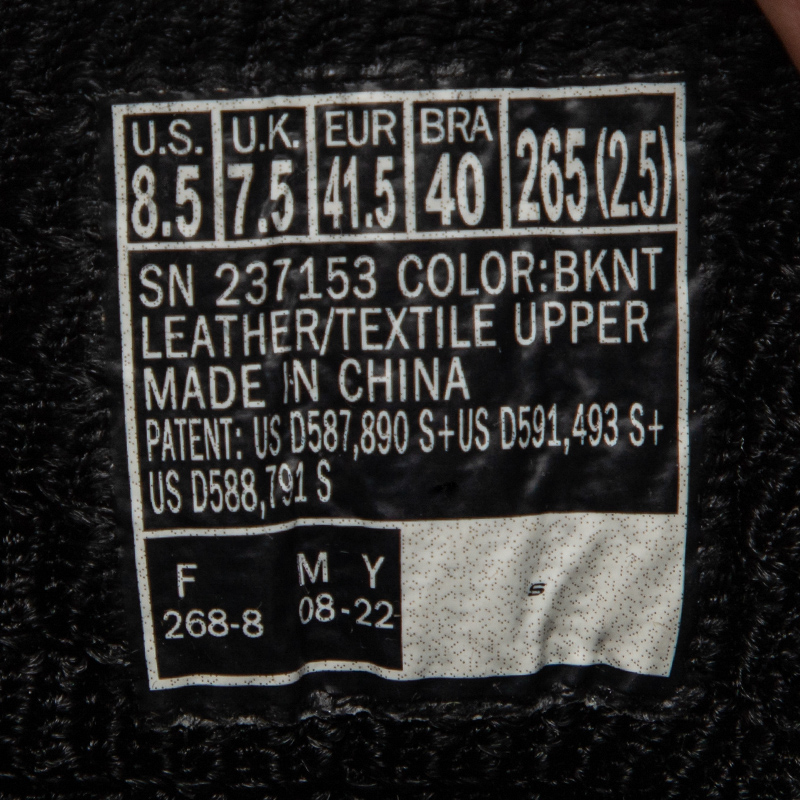 U.S. U.K. EUR BRA
8.5 7.5 41.5 40 265 (2.5)
SN 237153 COLOR:BKNT
LEATHER/TEXTILE UPPER
MADE IN CHINA
PATENT: US D587,890 S+US D591,493 S+
US D588,791 S
F M Y
268-8 08-22
S